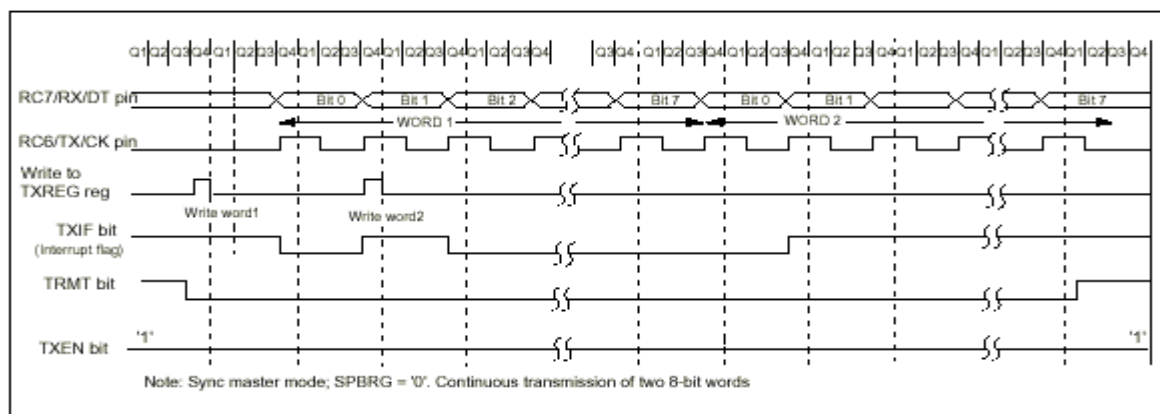 Q1 Q2 Q3 Q4 Q1 Q2 Q3 Q4 Q1 Q2 Q3 Q4 Q1 Q2 Q3 Q4 Q1 Q2 Q3 Q4 Q3 Q4 Q1 Q2 Q3 Q4 Q1 Q2 Q3 Q4 Q1 Q2 Q3 Q4 Q1 Q2 Q3 Q4 Q1 Q2 Q3 Q4 Q1 Q2 Q3 Q4
RC7/RX/DT pin Bit 0 Bit 1 Bit 2 Bit 7 Bit 0 Bit 1 Bit 7
WORD 1 WORD 2
RC6/TX/CK pin
Write to
TXREG reg
Write word1 Write word2
TXIF bit
(Interrupt flag)
TRMT bit
TXEN bit '1' '1'
Note: Sync master mode; SPBRG = '0'. Continuous transmission of two 8-bit words